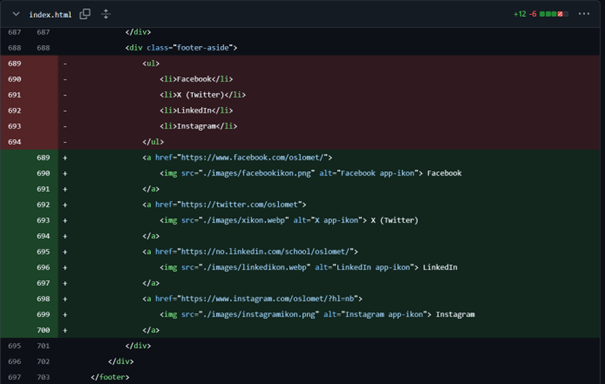 index.html +12 -6
687 687 </div>
688 688 <div class="footer-aside">
689 - <ul>
690 - <li>Facebook</li>
691 - <li>X (Twitter)</li>
692 - <li>LinkedIn</li>
693 - <li>Instagram</li>
694 - </ul>
689 + <a href="https://www.facebook.com/oslomet/">
690 + <img src="./images/facebookikon.png" alt="Facebook app-ikon"> Facebook
691 + </a>
692 + <a href="https://twitter.com/oslomet">
693 + <img src="./images/xikon.webp" alt="X app-ikon"> X (Twitter)
694 + </a>
695 + <a href="https://no.linkedin.com/school/oslomet/">
696 + <img src="./images/linkedikon.webp" alt="LinkedIn app-ikon"> LinkedIn
697 + </a>
698 + <a href="https://www.instagram.com/oslomet/?hl=nb">
699 + <img src="./images/instagramikon.png" alt="Instagram app-ikon"> Instagram
700 + </a>
695 701 </div>
696 702 </div>
697 703 </footer>